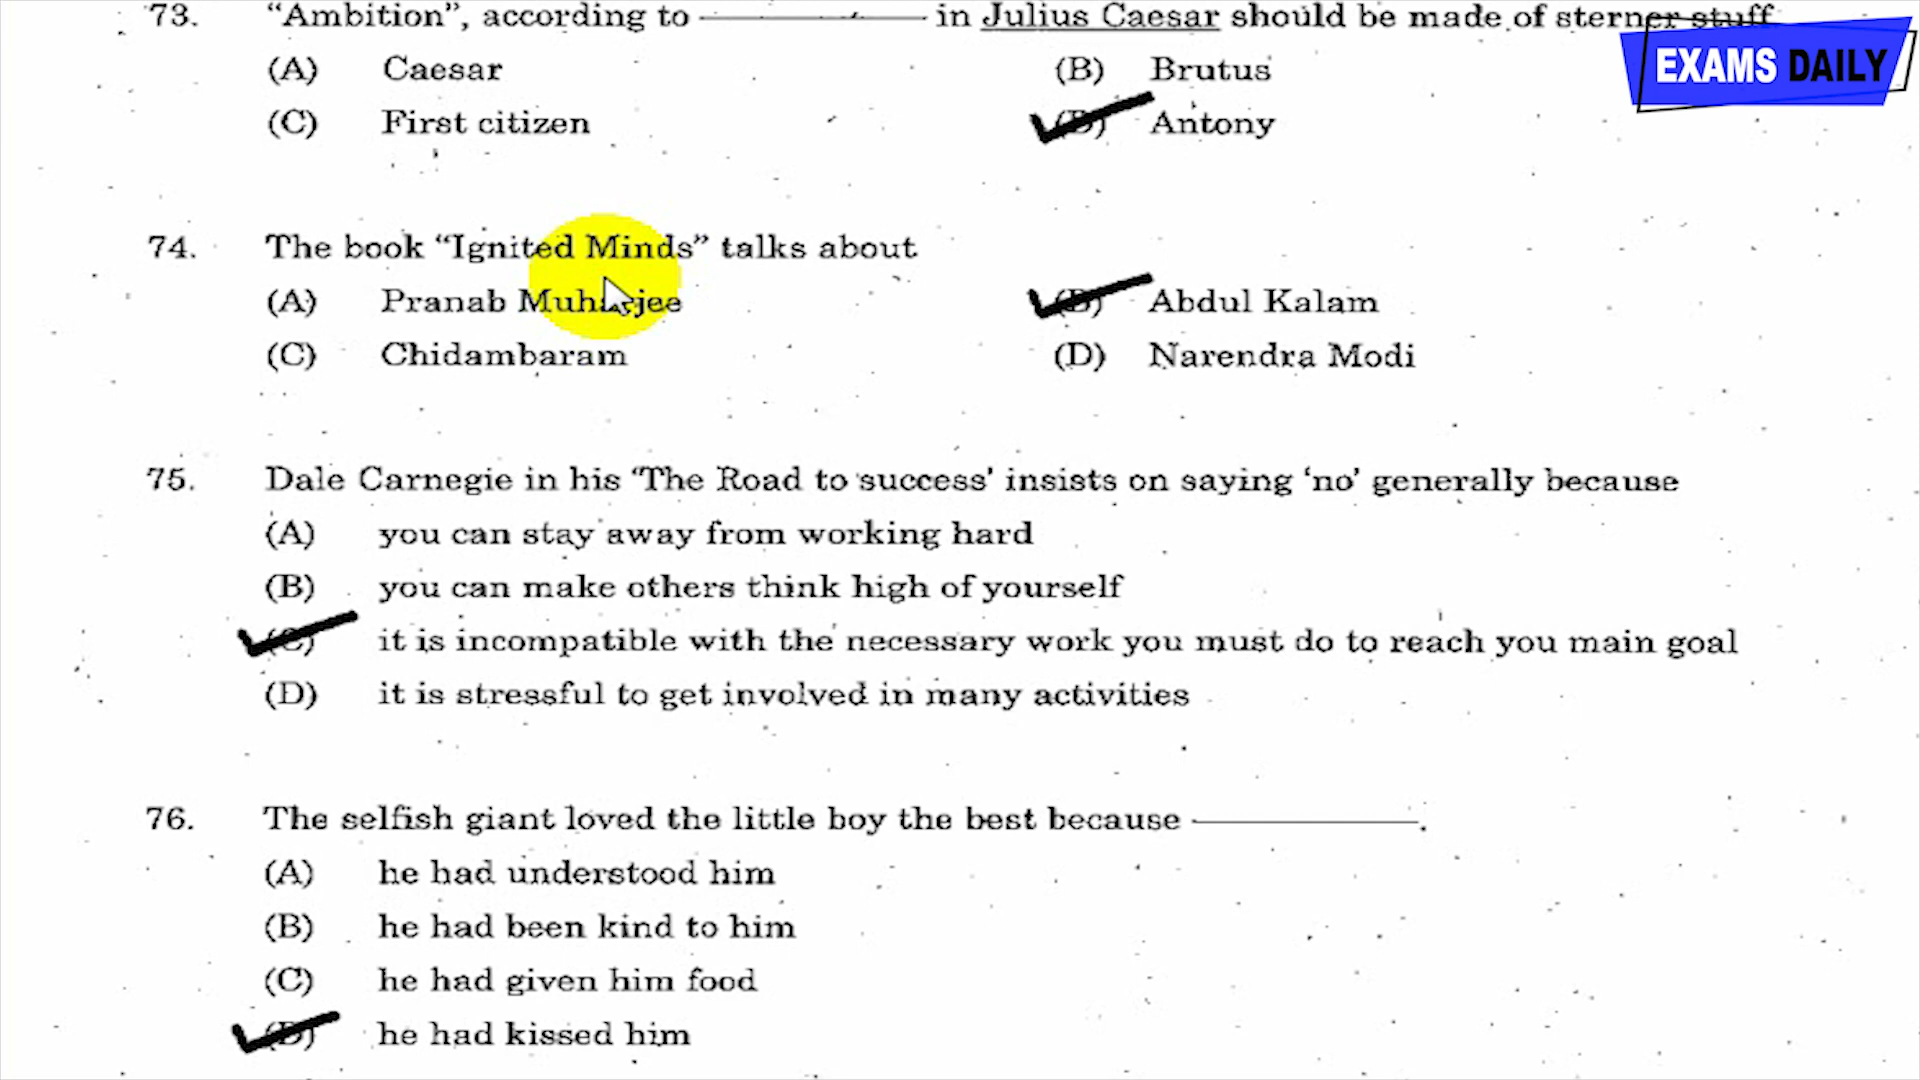 73. "Ambition", according to ———— in Julius Caesar should be made of sterner stuff
EXAMS DAILY
(A) Caesar (B) Brutus
(C) First citizen (D) Antony
74. The book "Ignited Minds" talks about
(A) Pranab Muharjee (B) Abdul Kalam
(C) Chidambaram (D) Narendra Modi
75. Dale Carnegie in his 'The Road to success' insists on saying 'no' generally because
(A) you can stay away from working hard
(B) you can make others think high of yourself
(C) it is incompatible with the necessary work you must do to reach you main goal
(D) it is stressful to get involved in many activities
76. The selfish giant loved the little boy the best because ————.
(A) he had understood him
(B) he had been kind to him
(C) he had given him food
(D) he had kissed him